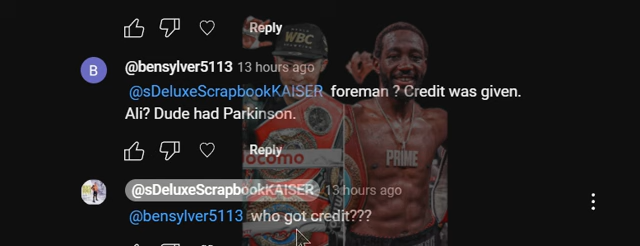 Reply
WBC
B
@bensylver5113 13 hours ago
@sDeluxeScrapbookKAISER foreman ? Credit was given.
Ali? Dude had Parkinson.
Reply
docomo
PRIME
@sDeluxeScrapbookKAISER 13 hours ago
@bensylver5113 who got credit???